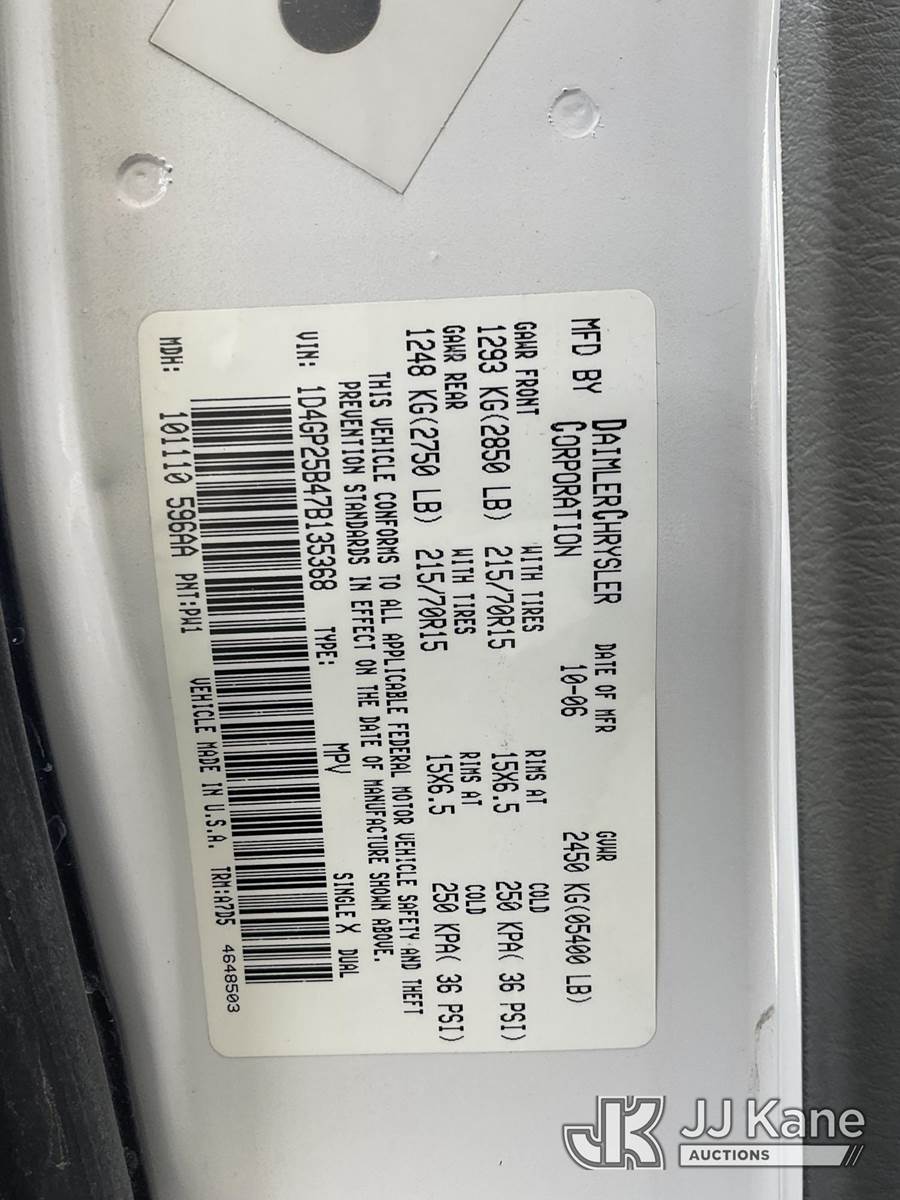 MFD BY DAIMLERCHRYSLER CORPORATION DATE OF MFR 10-06 GVWR 2450 KG(05400 LB)
GAWR FRONT WITH TIRES RIMS AT COLD
1293 KG(2850 LB) 215/70R15 15X6.5 250 KPA( 36 PSI)
GAWR REAR WITH TIRES RIMS AT COLD
1248 KG(2750 LB) 215/70R15 15X6.5 250 KPA( 36 PSI)
THIS VEHICLE CONFORMS TO ALL APPLICABLE FEDERAL MOTOR VEHICLE SAFETY AND THEFT
PREVENTION STANDARDS IN EFFECT ON THE DATE OF MANUFACTURE SHOWN ABOVE.
VIN: 1D4GP25B47B135368 TYPE: MPV SINGLE X DUAL
MDH: 101110 596AA PNT:PW1 VEHICLE MADE IN U.S.A. TRM:A7D5 4648503
JK JJ Kane
AUCTIONS